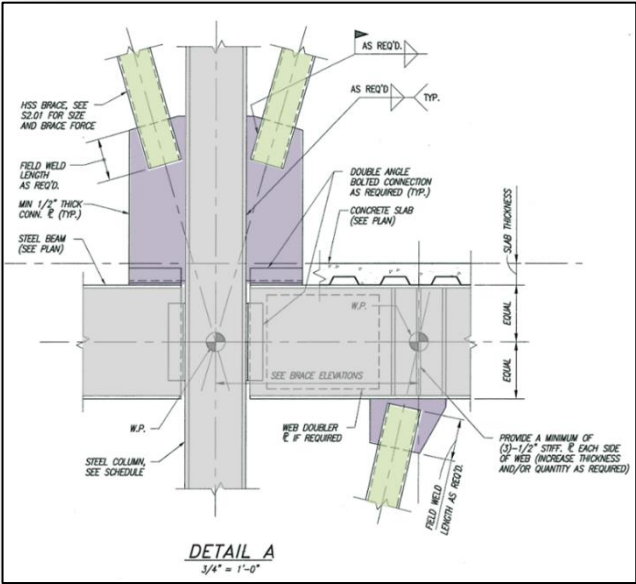 AS REQ'D.
AS REQ'D
TYP.
HSS BRACE, SEE
S2.01 FOR SIZE
AND BRACE FORCE
FIELD WELD
LENGTH
AS REQ'D.
MIN 1/2" THICK
CONN. ⅊ (TYP.)
STEEL BEAM
(SEE PLAN)
DOUBLE ANGLE
BOLTED CONNECTION
AS REQUIRED (TYP.)
CONCRETE SLAB
(SEE PLAN)
SLAB THICKNESS
EQUAL
EQUAL
W.P.
SEE BRACE ELEVATIONS
W.P.
WEB DOUBLER
⅊ IF REQUIRED
STEEL COLUMN,
SEE SCHEDULE
PROVIDE A MINIMUM OF
(3)-1/2" STIFF. ⅊ EACH SIDE
OF WEB (INCREASE THICKNESS
AND/OR QUANTITY AS REQUIRED)
FIELD WELD
LENGTH AS REQ'D.
DETAIL A
3/4" = 1'-0"